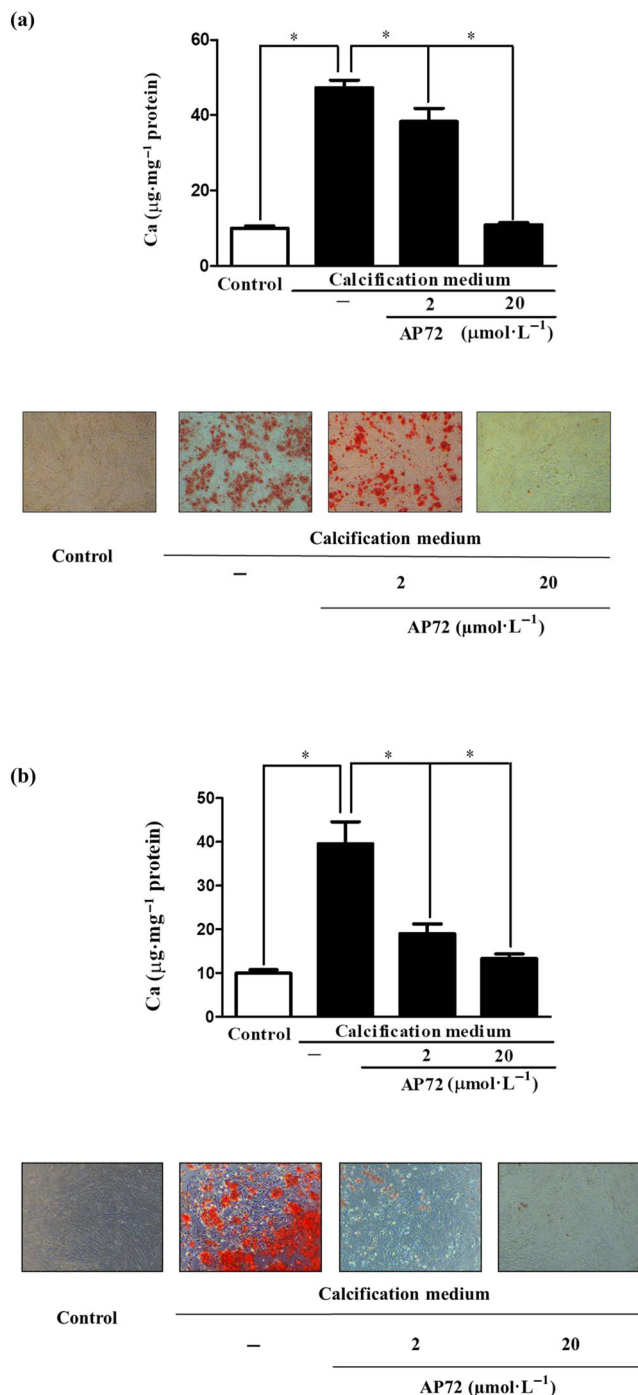 (a)
* * *
60
40
20
0
Ca (μg·mg⁻¹ protein)
Control
Calcification medium
− 2 20
AP72 (μmol·L⁻¹)
Calcification medium
Control
− 2 20
AP72 (μmol·L⁻¹)
(b)
* * *
50
40
30
20
10
0
Ca (μg·mg⁻¹ protein)
Control
Calcification medium
− 2 20
AP72 (μmol·L⁻¹)
Calcification medium
Control
− 2 20
AP72 (μmol·L⁻¹)